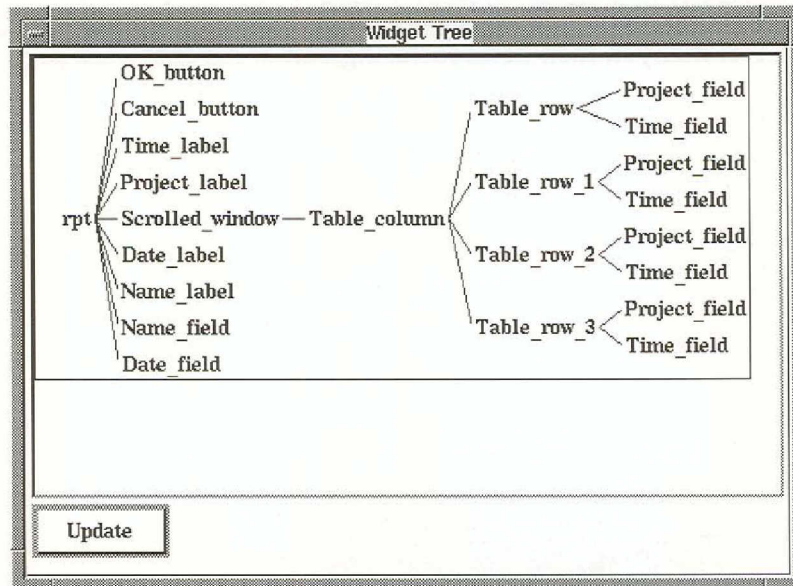 Widget Tree
OK_button
Cancel_button
Time_label
Project_label
rpt Scrolled_window Table_column
Date_label
Name_label
Name_field
Date_field
Table_row
Project_field
Time_field
Table_row_1
Project_field
Time_field
Table_row_2
Project_field
Time_field
Table_row_3
Project_field
Time_field
Update